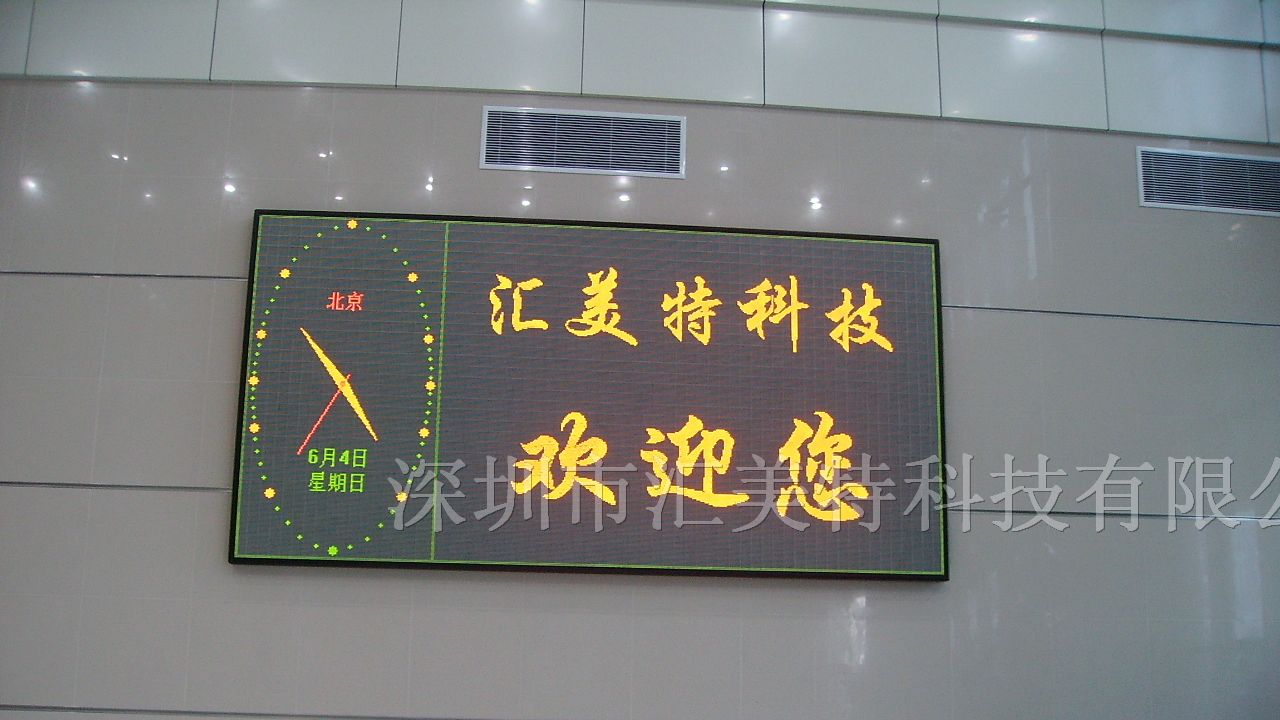 北京
6月4日
星期日
汇美特科技
欢迎您
深圳市汇美特科技有限公